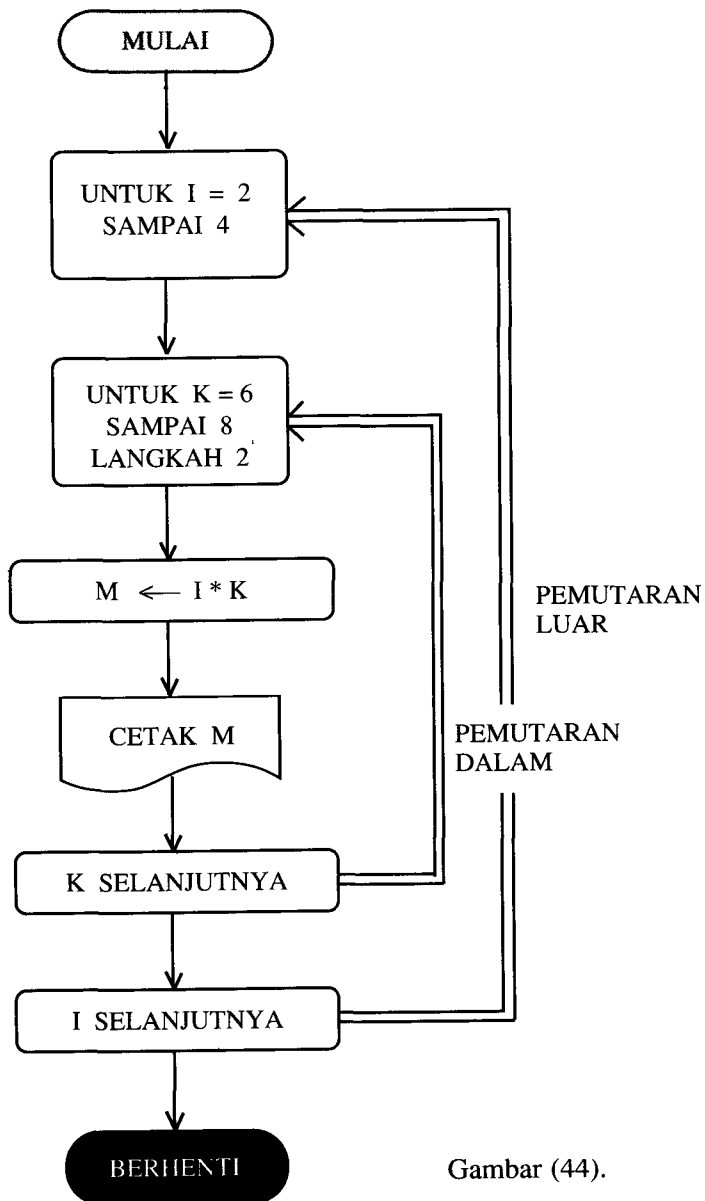 MULAI
UNTUK I = 2
SAMPAI 4
UNTUK K = 6
SAMPAI 8
LANGKAH 2
M ← I * K
CETAK M
K SELANJUTNYA
I SELANJUTNYA
BERHENTI
PEMUTARAN
DALAM
PEMUTARAN
LUAR
Gambar (44).